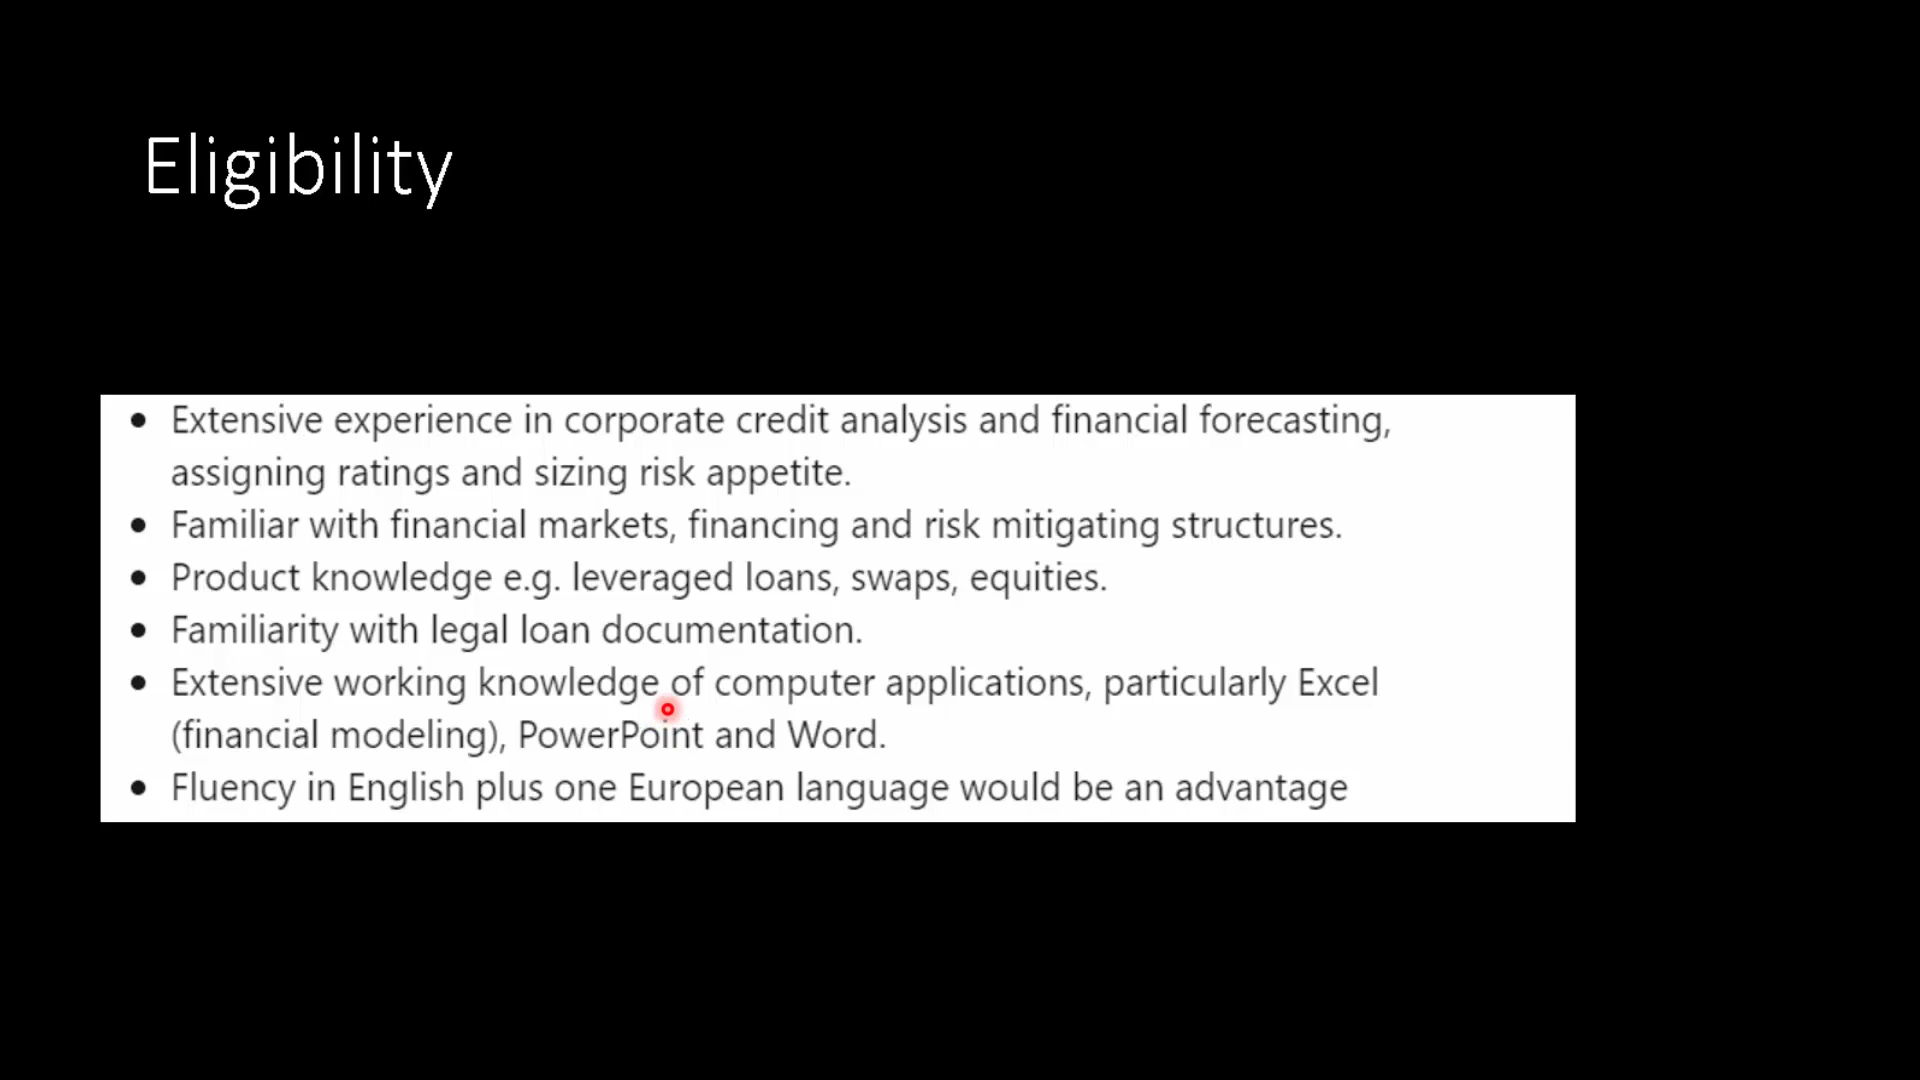 Eligibility
• Extensive experience in corporate credit analysis and financial forecasting,
assigning ratings and sizing risk appetite.
• Familiar with financial markets, financing and risk mitigating structures.
• Product knowledge e.g. leveraged loans, swaps, equities.
• Familiarity with legal loan documentation.
• Extensive working knowledge of computer applications, particularly Excel
(financial modeling), PowerPoint and Word.
• Fluency in English plus one European language would be an advantage